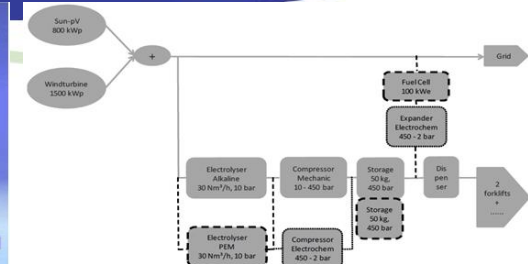 Sun-pV
800 kWp
+
Grid
Windturbine
1500 kWp
Fuel Cell
100 kWe
Expander
Electrochem
450 - 2 bar
Electrolyser
Alkaline
30 Nm³/h, 10 bar
Compressor
Mechanic
10 - 450 bar
Storage
50 kg,
450 bar
Dis
pen
ser
2
forklifts
+
......
Storage
50 kg,
450 bar
Electrolyser
PEM
30 Nm³/h, 10 bar
Compressor
Electrochem
450 - 2 bar